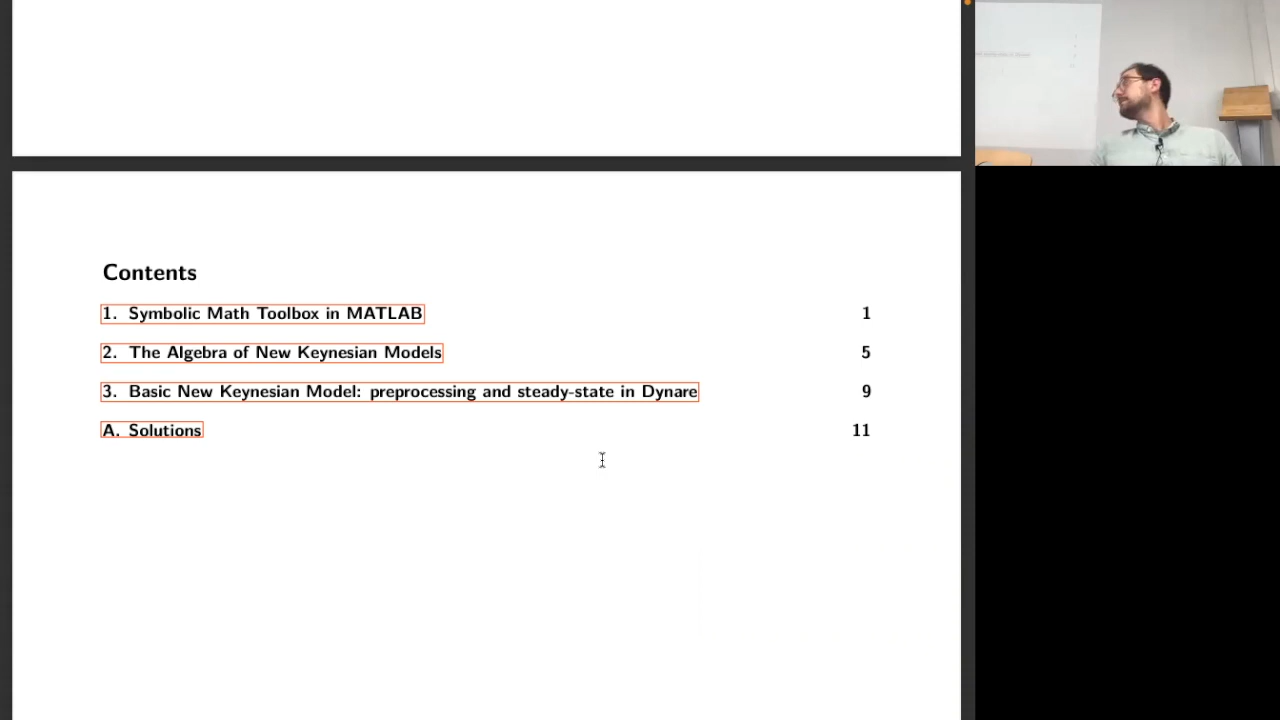 Contents
1. Symbolic Math Toolbox in MATLAB 1
2. The Algebra of New Keynesian Models 5
3. Basic New Keynesian Model: preprocessing and steady-state in Dynare 9
A. Solutions 11